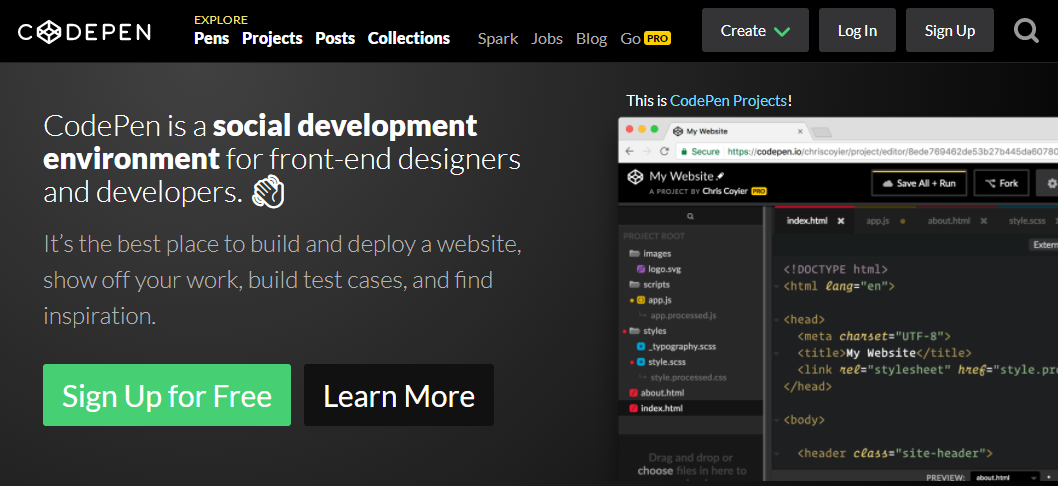 CODEPEN
EXPLORE
Pens Projects Posts Collections
Spark Jobs Blog Go PRO
Create
Log In
Sign Up
CodePen is a social development
environment for front-end designers
and developers.
It's the best place to build and deploy a website,
show off your work, build test cases, and find
inspiration.
Sign Up for Free
Learn More
This is CodePen Projects!
My Website
Secure https://codepen.io/chriscoyier/project/editor/8ede769462de53b27b445da60780
My Website
A PROJECT BY Chris Coyier PRO
Save All + Run
Fork
PROJECT ROOT
images
logo.svg
scripts
app.js
app.processed.js
styles
_typography.scss
style.scss
style.processed.css
about.html
index.html
Drag and drop or
choose files in here to
index.html
app.js
about.html
style.scss
Extern
<!DOCTYPE html>
<html lang="en">
<head>
<meta charset="UTF-8">
<title>My Website</title>
<link rel="stylesheet" href="style.pro
</head>
<body>
<header class="site-header">
PREVIEW: about.html